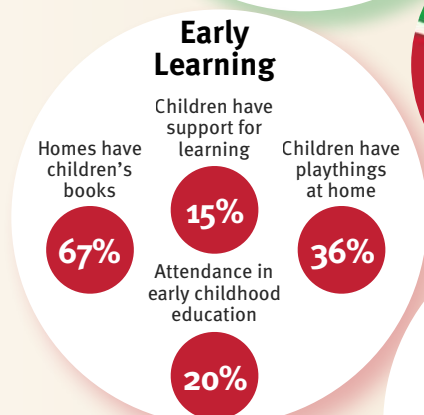 Early
Learning
Children have
support for
learning
15%
Homes have
children’s
books
67%
Children have
playthings
at home
36%
Attendance in
early childhood
education
20%